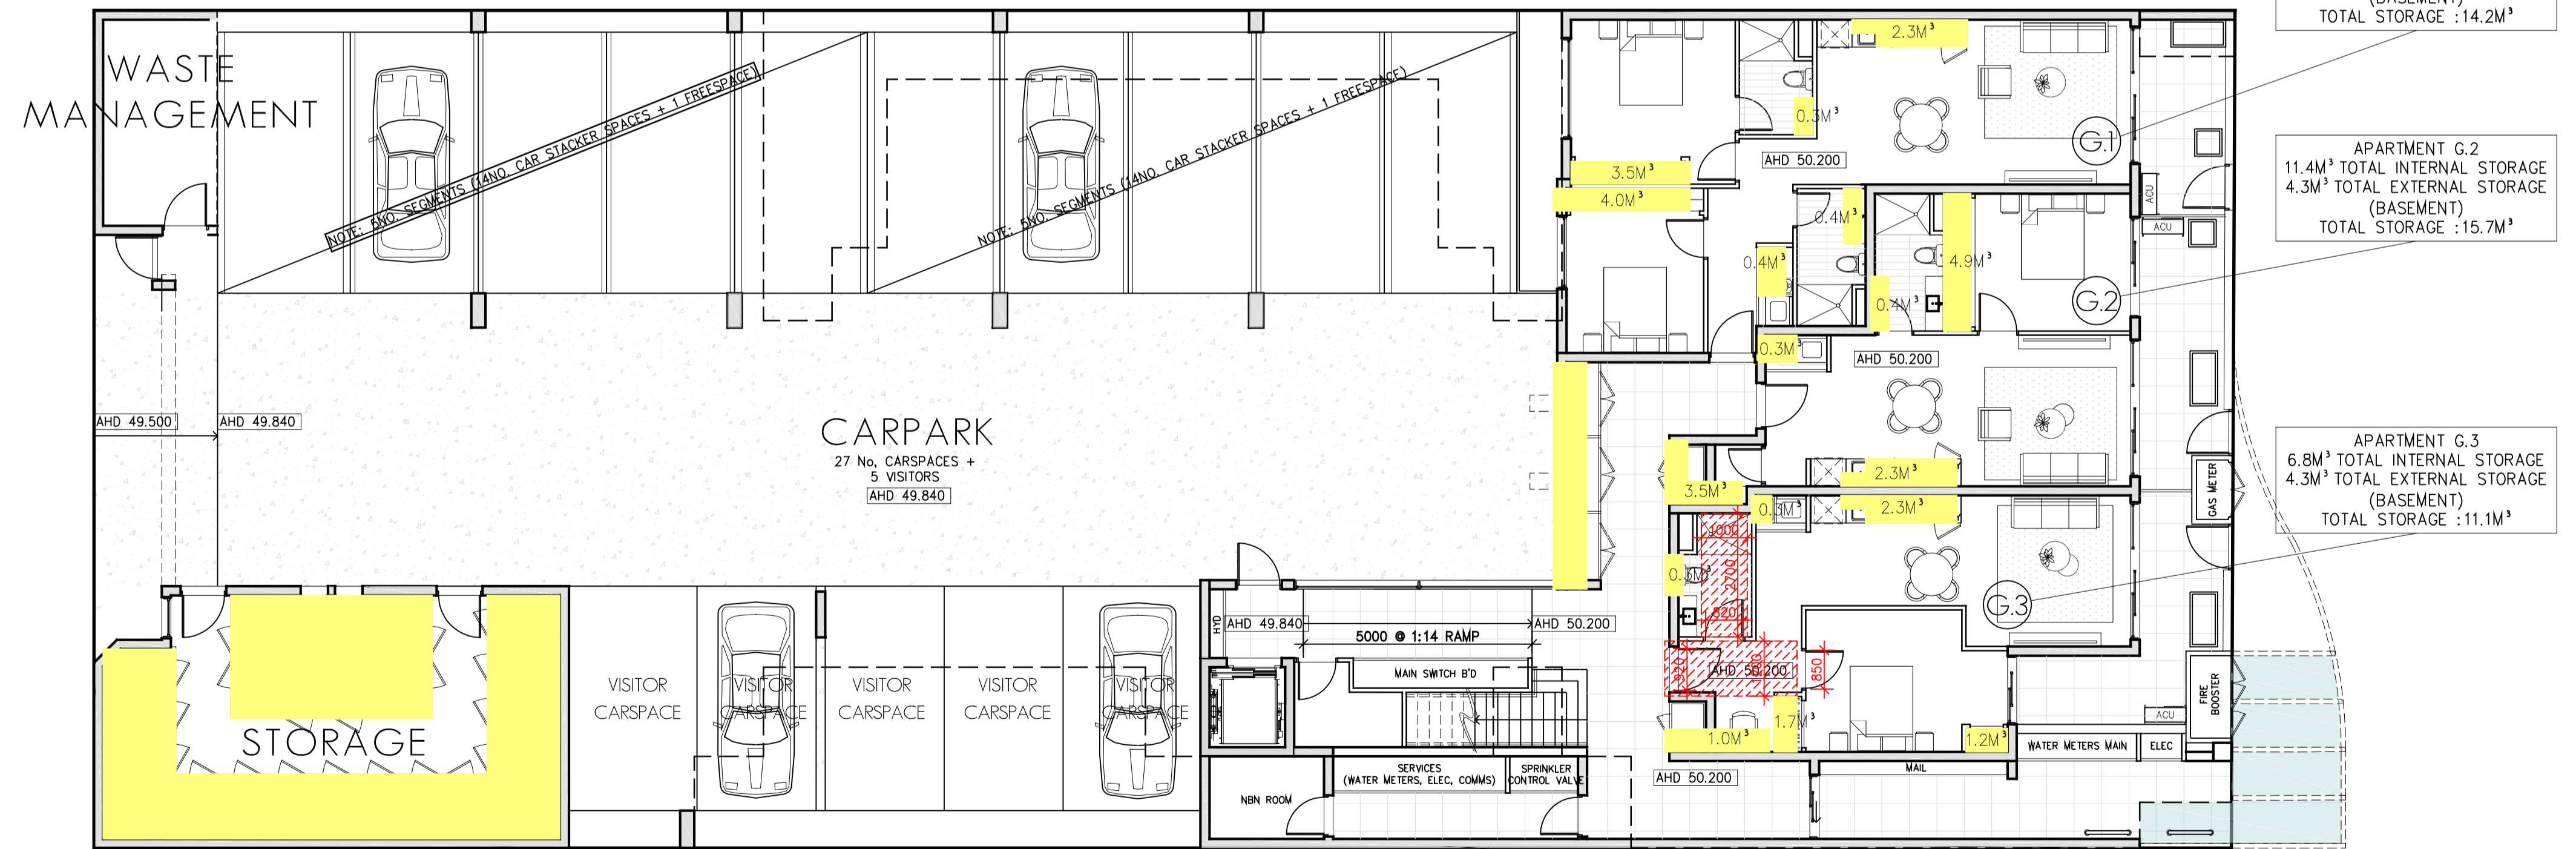 WASTE
MANAGEMENT
NOTE: 5NO. SEGMENTS (14NO. CAR STACKER SPACES + 1 FREESPACE)
NOTE: 5NO. SEGMENTS (14NO. CAR STACKER SPACES + 1 FREESPACE)
(BASEMENT)
TOTAL STORAGE :14.2M³
2.3M³
0.3M³
G.1
AHD 50.200
3.5M³
4.0M³
ACU
0.4M³
ACU
0.4M³
4.9M³
0.4M³
G.2
APARTMENT G.2
11.4M³ TOTAL INTERNAL STORAGE
4.3M³ TOTAL EXTERNAL STORAGE
(BASEMENT)
TOTAL STORAGE :15.7M³
0.3M³
AHD 50.200
AHD 49.500
AHD 49.840
CARPARK
27 No, CARSPACES +
5 VISITORS
AHD 49.840
2.3M³
3.5M³
0.3M³
2.3M³
GAS METER
APARTMENT G.3
6.8M³ TOTAL INTERNAL STORAGE
4.3M³ TOTAL EXTERNAL STORAGE
(BASEMENT)
TOTAL STORAGE :11.1M³
1000
2700
820
G.3
HYD
AHD 49.840
AHD 50.200
5000 @ 1:14 RAMP
MAIN SWITCH B'D
920
AHD 50.200
850
FIRE
BOOSTER
VISITOR
CARSPACE
VISITOR
CARSPACE
VISITOR
CARSPACE
VISITOR
CARSPACE
VISITOR
CARSPACE
STORAGE
1.7M³
1.0M³
1.2M³
ACU
WATER METERS MAIN
ELEC
SERVICES
(WATER METERS, ELEC, COMMS)
SPRINKLER
CONTROL VALVE
AHD 50.200
MAIL
NBN ROOM